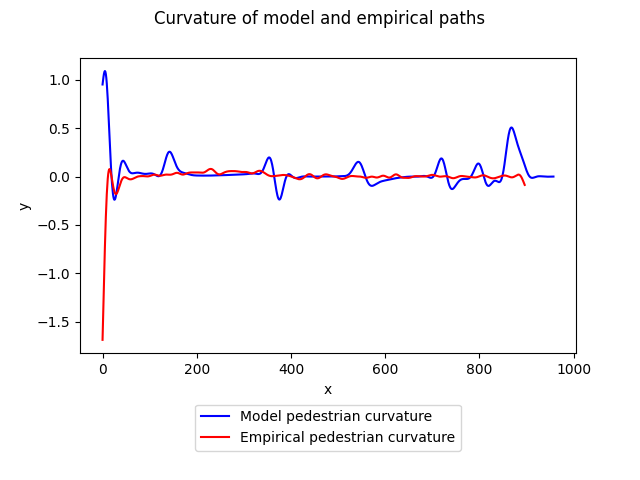 Curvature of model and empirical paths
1.0
0.5
0.0
−0.5
−1.0
−1.5
y
0 200 400 600 800 1000
x
Model pedestrian curvature
Empirical pedestrian curvature